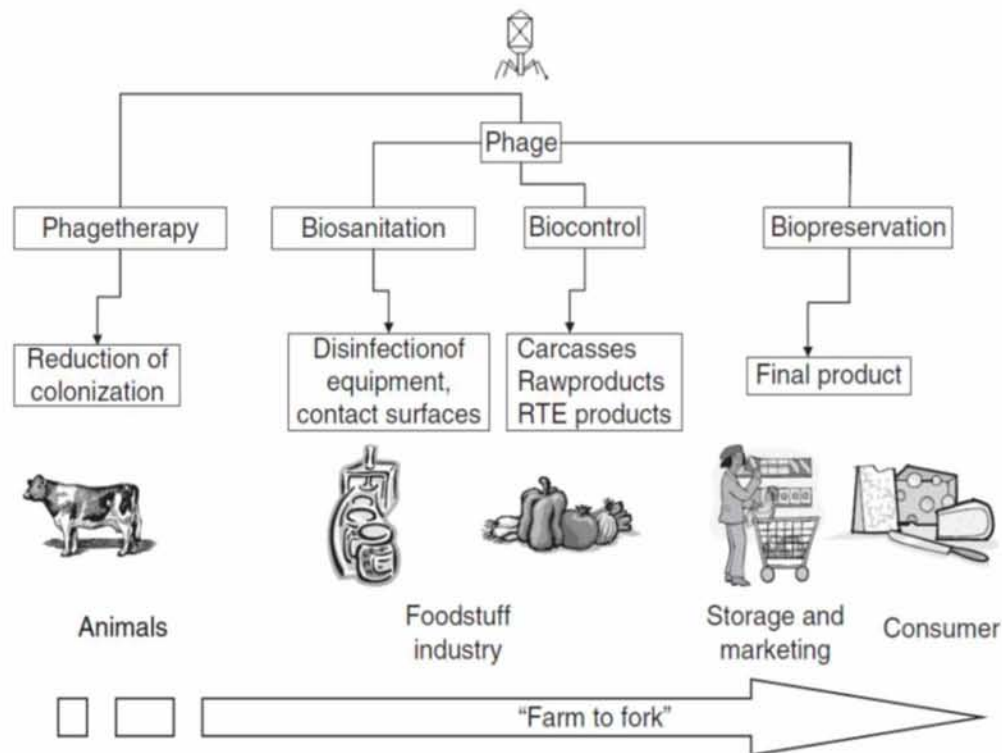 Phage
Phagetherapy
Biosanitation
Biocontrol
Biopreservation
Reduction of
colonization
Disinfectionof
equipment,
contact surfaces
Carcasses
Rawproducts
RTE products
Final product
Animals
Foodstuff
industry
Storage and
marketing
Consumer
"Farm to fork"